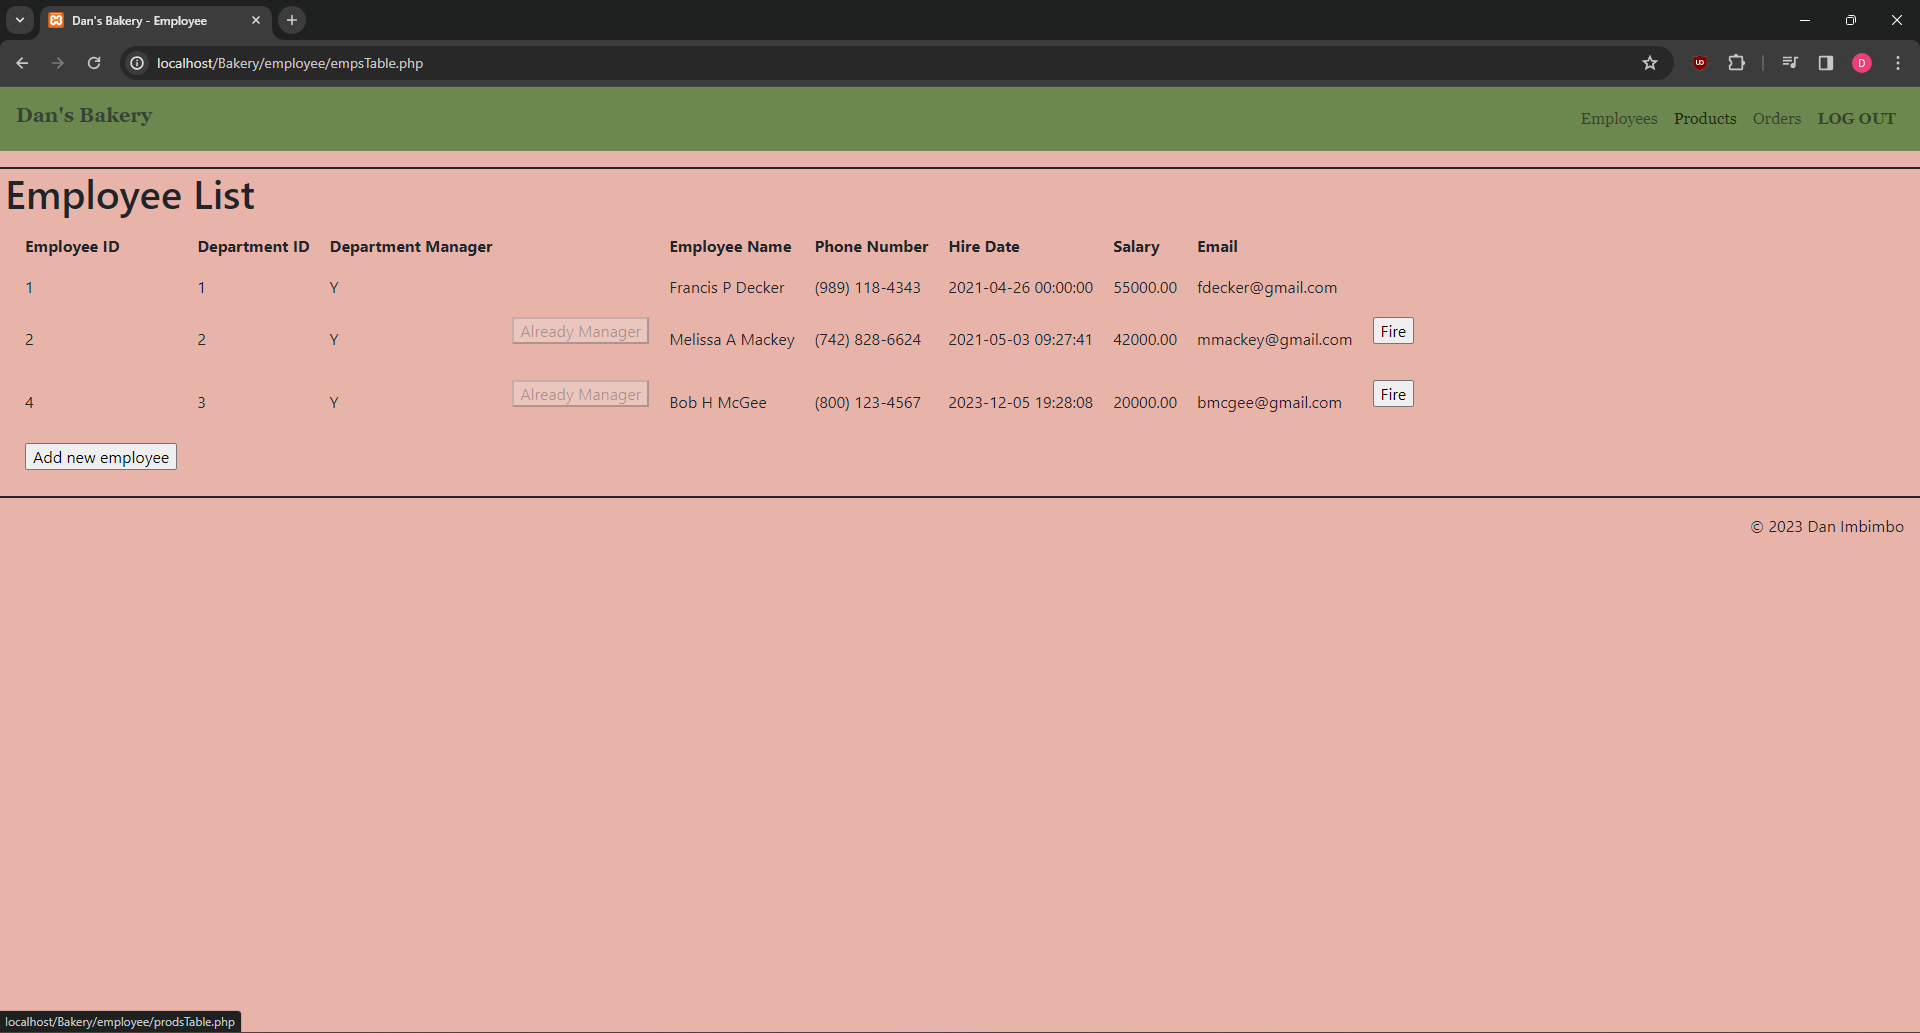 Dan's Bakery - Employee
localhost/Bakery/employee/empsTable.php
D
Dan's Bakery
Employees Products Orders LOG OUT
Employee List
Employee ID Department ID Department Manager Employee Name Phone Number Hire Date Salary Email
1 1 Y Francis P Decker (989) 118-4343 2021-04-26 00:00:00 55000.00 fdecker@gmail.com
2 2 Y Already Manager Melissa A Mackey (742) 828-6624 2021-05-03 09:27:41 42000.00 mmackey@gmail.com Fire
4 3 Y Already Manager Bob H McGee (800) 123-4567 2023-12-05 19:28:08 20000.00 bmcgee@gmail.com Fire
Add new employee
© 2023 Dan Imbimbo
localhost/Bakery/employee/prodsTable.php